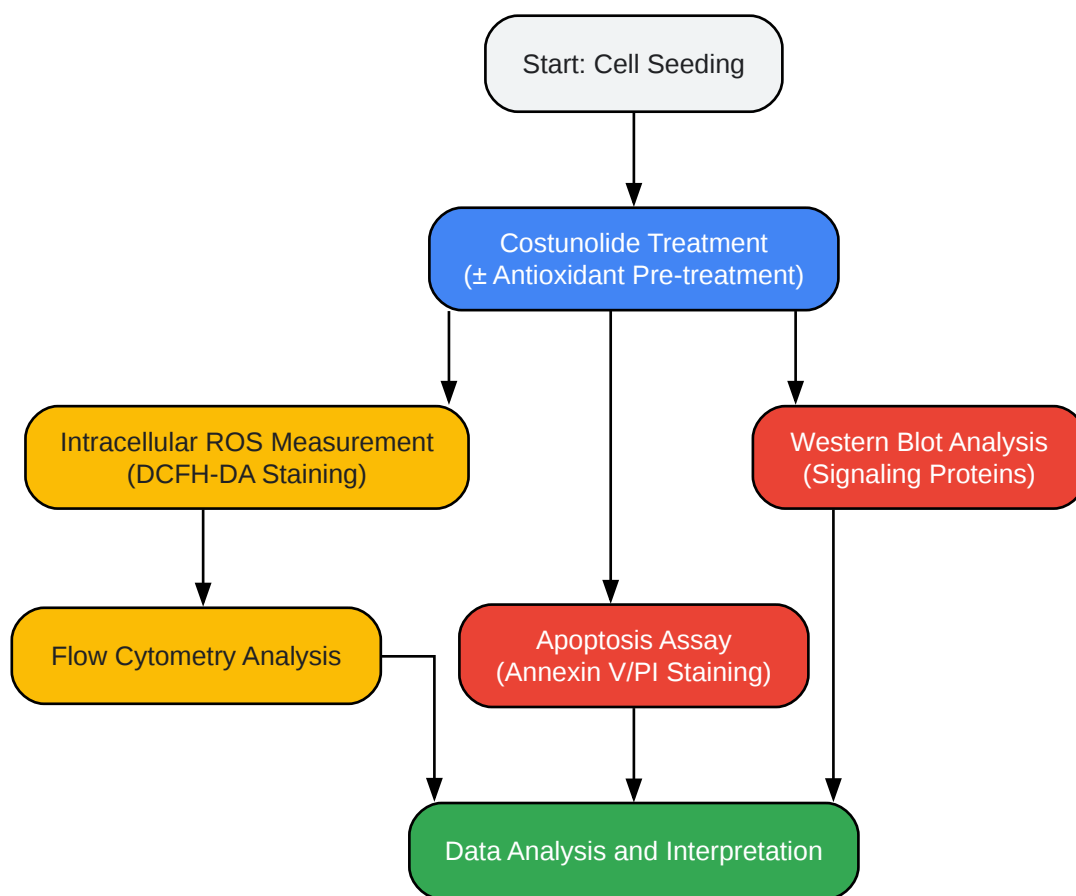 Start: Cell Seeding
Costunolide Treatment
(± Antioxidant Pre-treatment)
Intracellular ROS Measurement
(DCFH-DA Staining)
Western Blot Analysis
(Signaling Proteins)
Flow Cytometry Analysis
Apoptosis Assay
(Annexin V/PI Staining)
Data Analysis and Interpretation